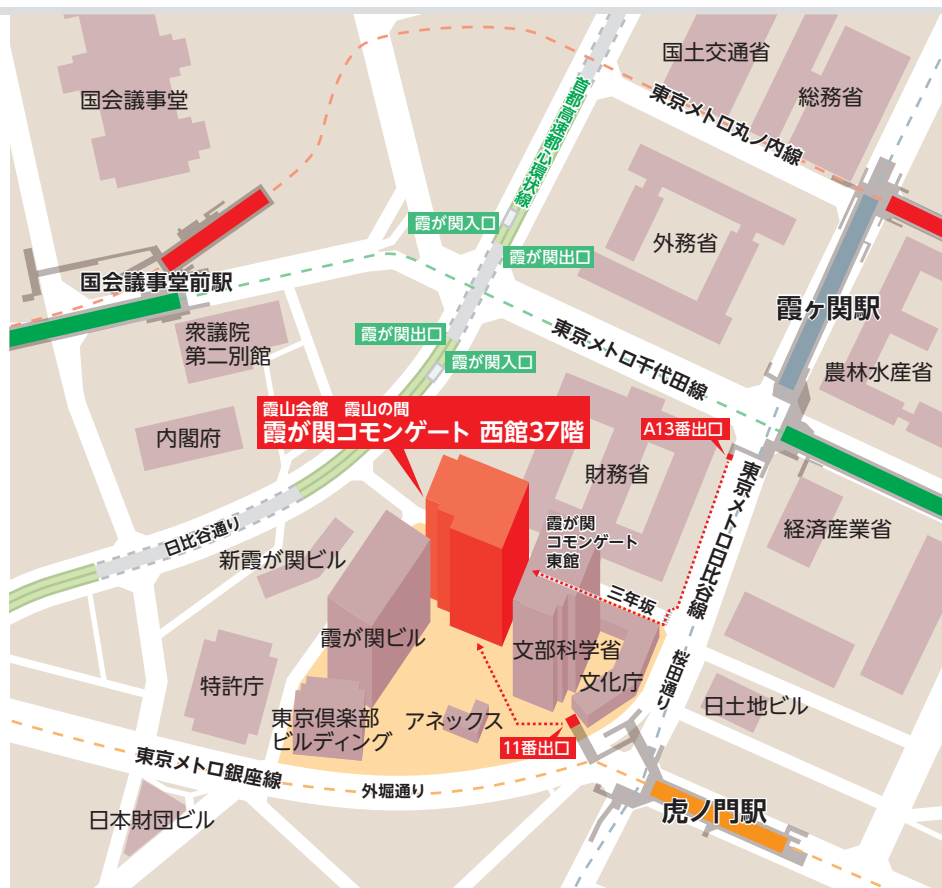 国土交通省
総務省
国会議事堂
東京メトロ丸ノ内線
首都高速都心環状線
霞が関入口
外務省
霞が関出口
国会議事堂前駅
霞ヶ関駅
衆議院
第二別館
霞が関出口
霞が関入口
東京メトロ千代田線
農林水産省
霞山会館 霞山の間
霞が関コモンゲート 西館37階
A13番出口
内閣府
財務省
東京メトロ日比谷線
霞が関
コモンゲート
東館
経済産業省
日比谷通り
新霞が関ビル
三年坂
霞が関ビル
文部科学省
桜田通り
特許庁
文化庁
東京倶楽部
ビルディング
アネックス
日土地ビル
11番出口
東京メトロ銀座線
外堀通り
虎ノ門駅
日本財団ビル